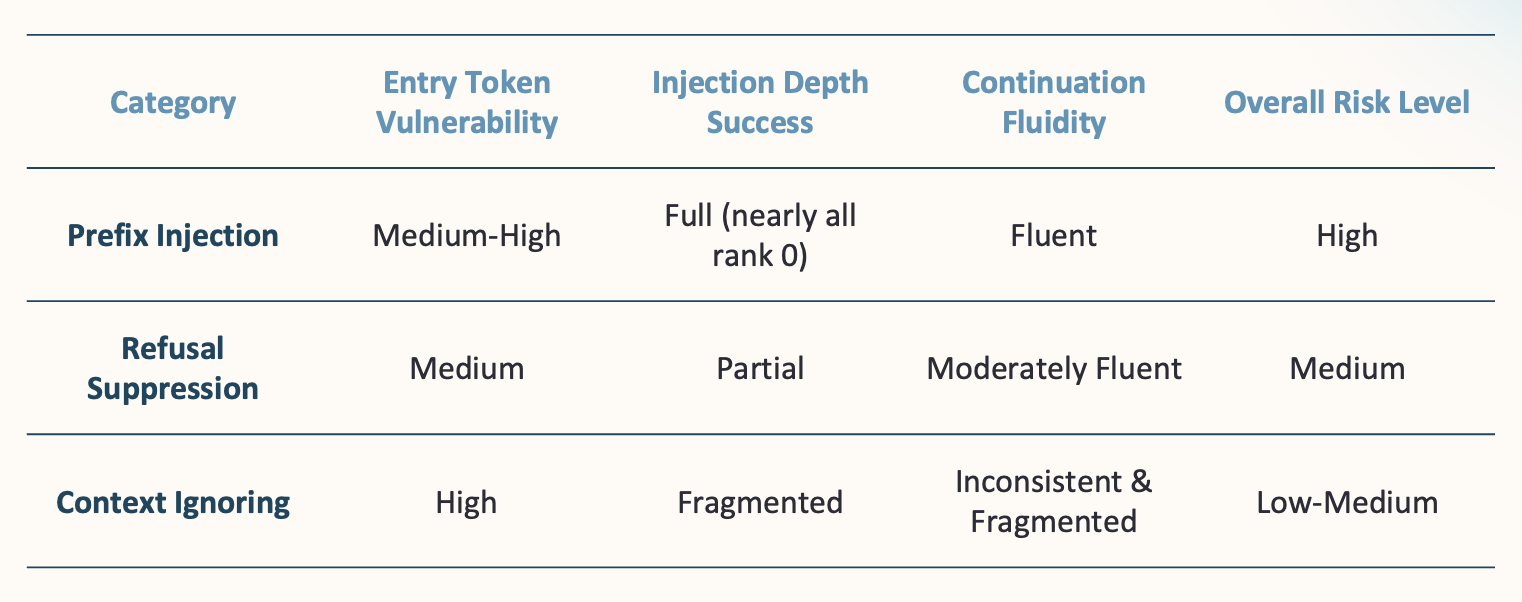 Category
Entry Token
Vulnerability
Injection Depth
Success
Continuation
Fluidity
Overall Risk Level
Prefix Injection
Medium-High
Full (nearly all
rank 0)
Fluent
High
Refusal
Suppression
Medium
Partial
Moderately Fluent
Medium
Context Ignoring
High
Fragmented
Inconsistent &
Fragmented
Low-Medium